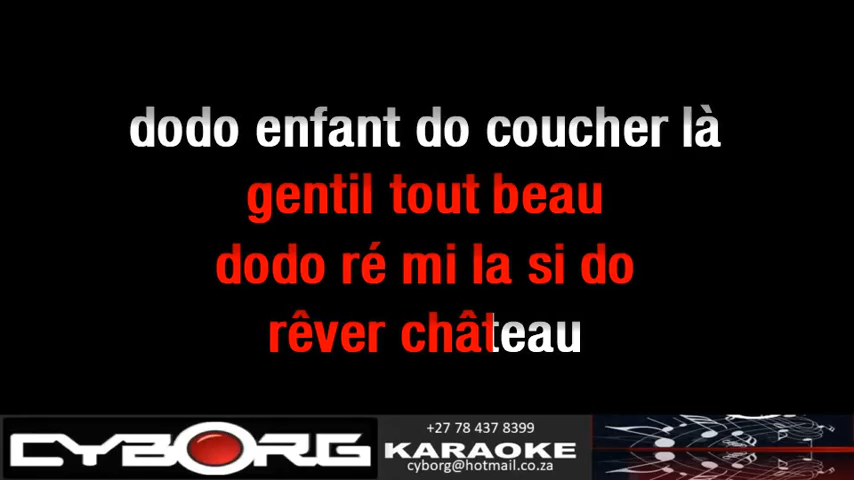 dodo enfant do coucher là
gentil tout beau
dodo ré mi la si do
rêver château
CYBORG
+27 78 437 8399
KARAOKE
cyborg@hotmail.co.za